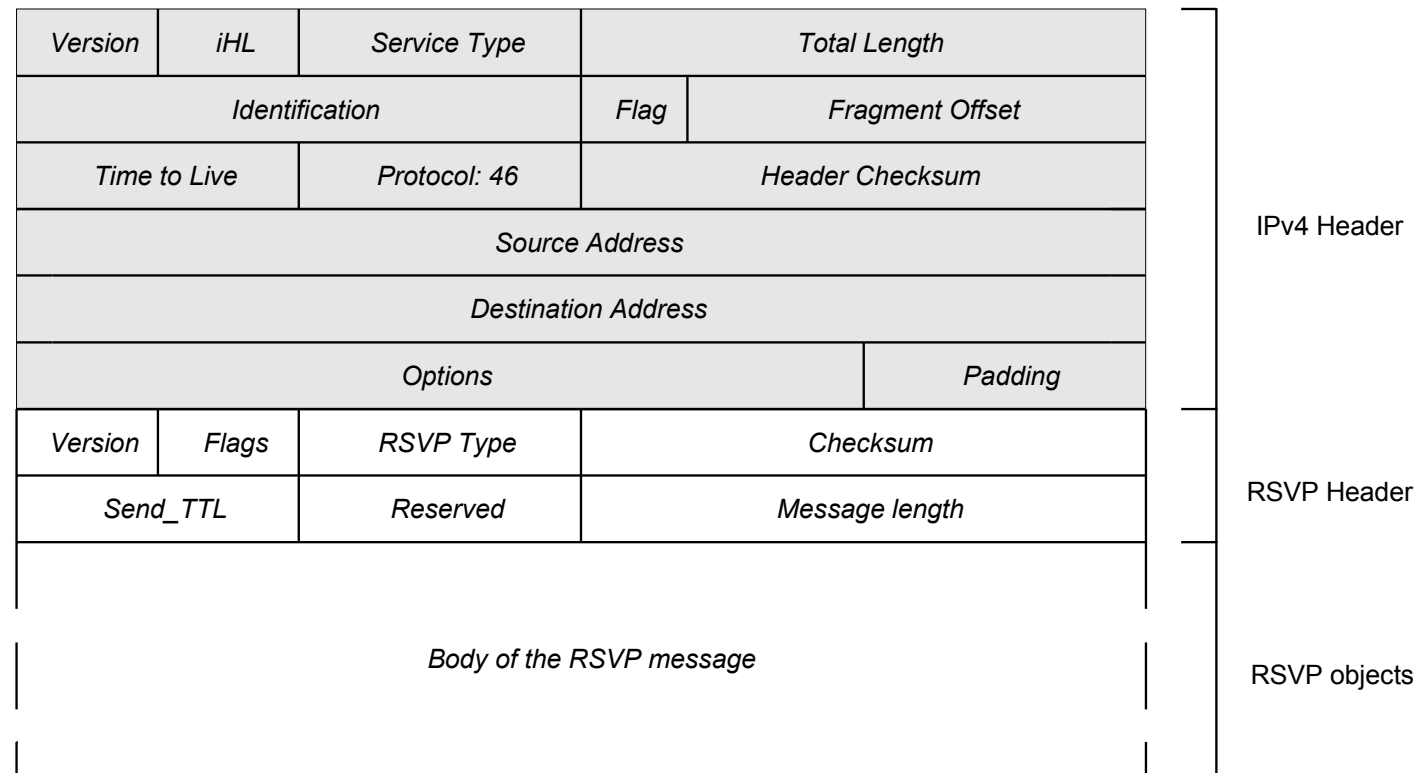 Version iHL Service Type Total Length
Identification Flag Fragment Offset
Time to Live Protocol: 46 Header Checksum
Source Address
IPv4 Header
Destination Address
Options Padding
Version Flags RSVP Type Checksum
RSVP Header
Send_TTL Reserved Message length
Body of the RSVP message
RSVP objects